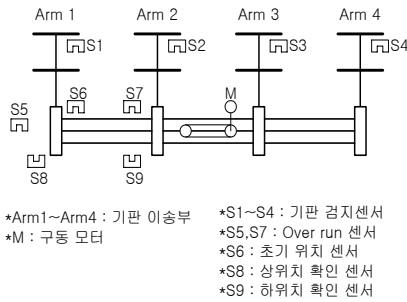 Arm 1
Arm 2
Arm 3
Arm 4
S1
S2
S3
S4
S5
S6
S7
M
S8
S9
*Arm1~Arm4 : 기판 이송부
*M : 구동 모터
*S1~S4 : 기판 검지센서
*S5,S7 : Over run 센서
*S6 : 초기 위치 센서
*S8 : 상위치 확인 센서
*S9 : 하위치 확인 센서